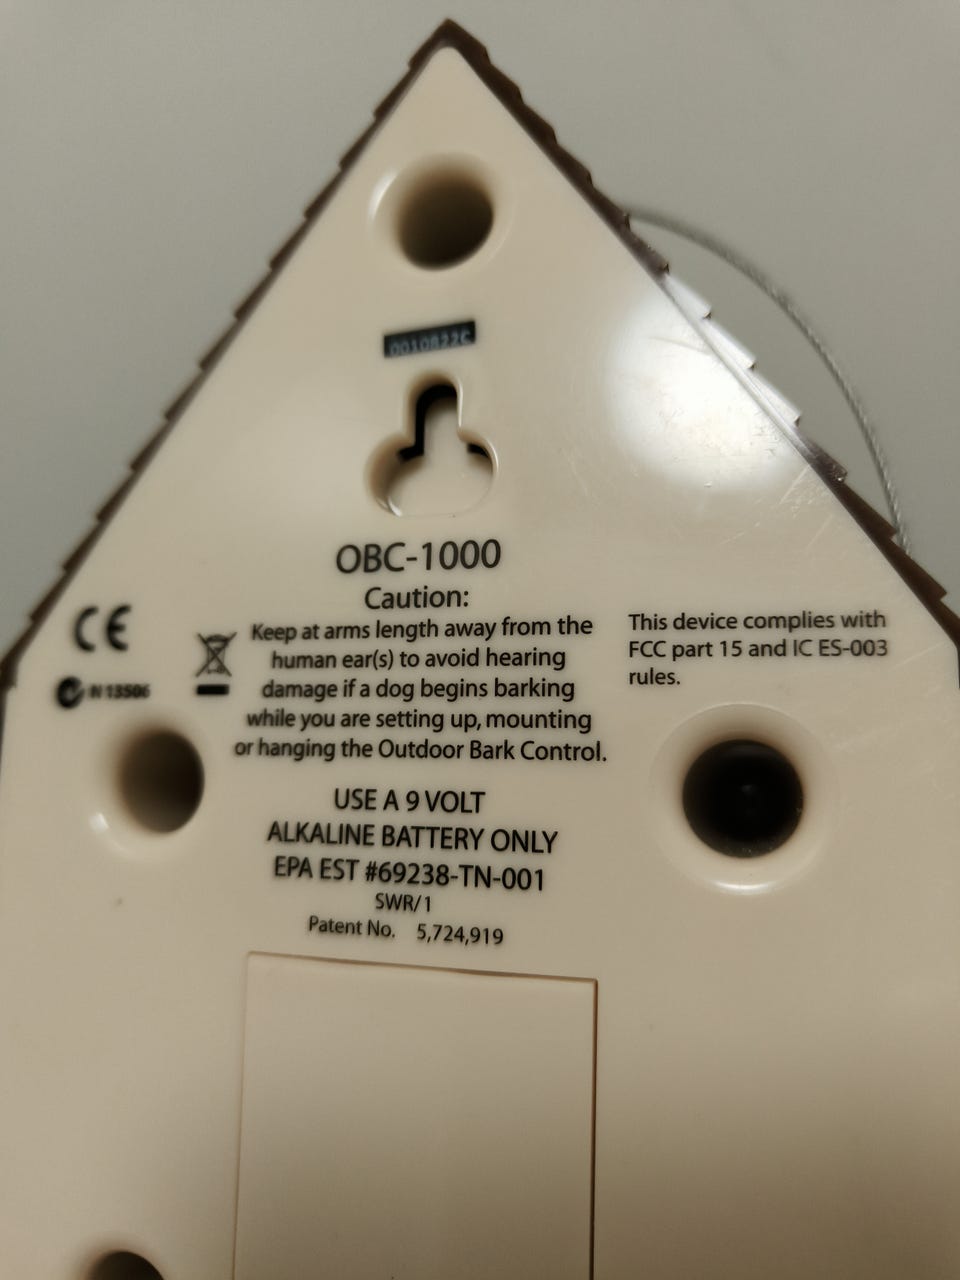 0010822C
OBC-1000
Caution:
Keep at arms length away from the
human ear(s) to avoid hearing
damage if a dog begins barking
while you are setting up, mounting
or hanging the Outdoor Bark Control.
CE
N13506
This device complies with
FCC part 15 and IC ES-003
rules.
USE A 9 VOLT
ALKALINE BATTERY ONLY
EPA EST #69238-TN-001
SWR/1
Patent No. 5,724,919